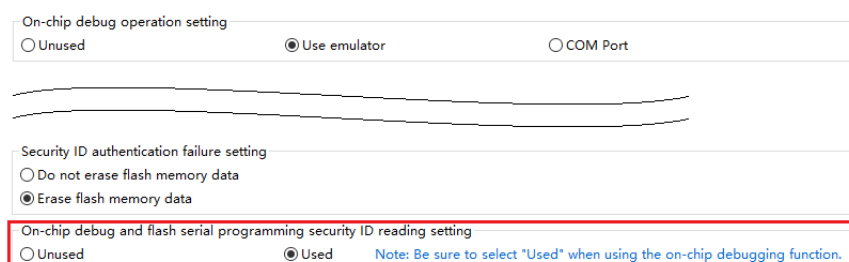 On-chip debug operation setting
Unused Use emulator COM Port
Security ID authentication failure setting
Do not erase flash memory data
Erase flash memory data
On-chip debug and flash serial programming security ID reading setting
Unused Used Note: Be sure to select "Used" when using the on-chip debugging function.